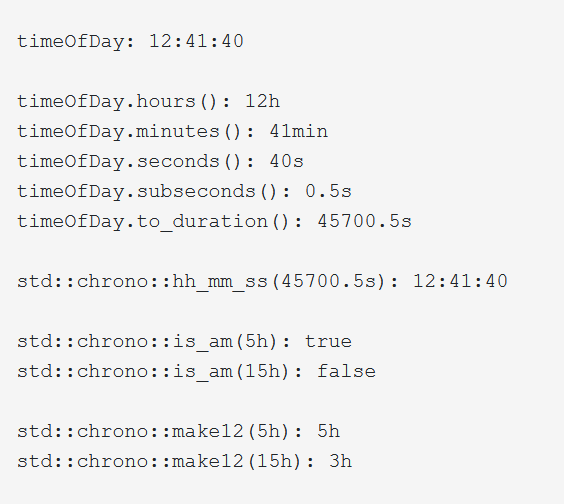 timeOfDay: 12:41:40
timeOfDay.hours(): 12h
timeOfDay.minutes(): 41min
timeOfDay.seconds(): 40s
timeOfDay.subseconds(): 0.5s
timeOfDay.to_duration(): 45700.5s
std::chrono::hh_mm_ss(45700.5s): 12:41:40
std::chrono::is_am(5h): true
std::chrono::is_am(15h): false
std::chrono::make12(5h): 5h
std::chrono::make12(15h): 3h